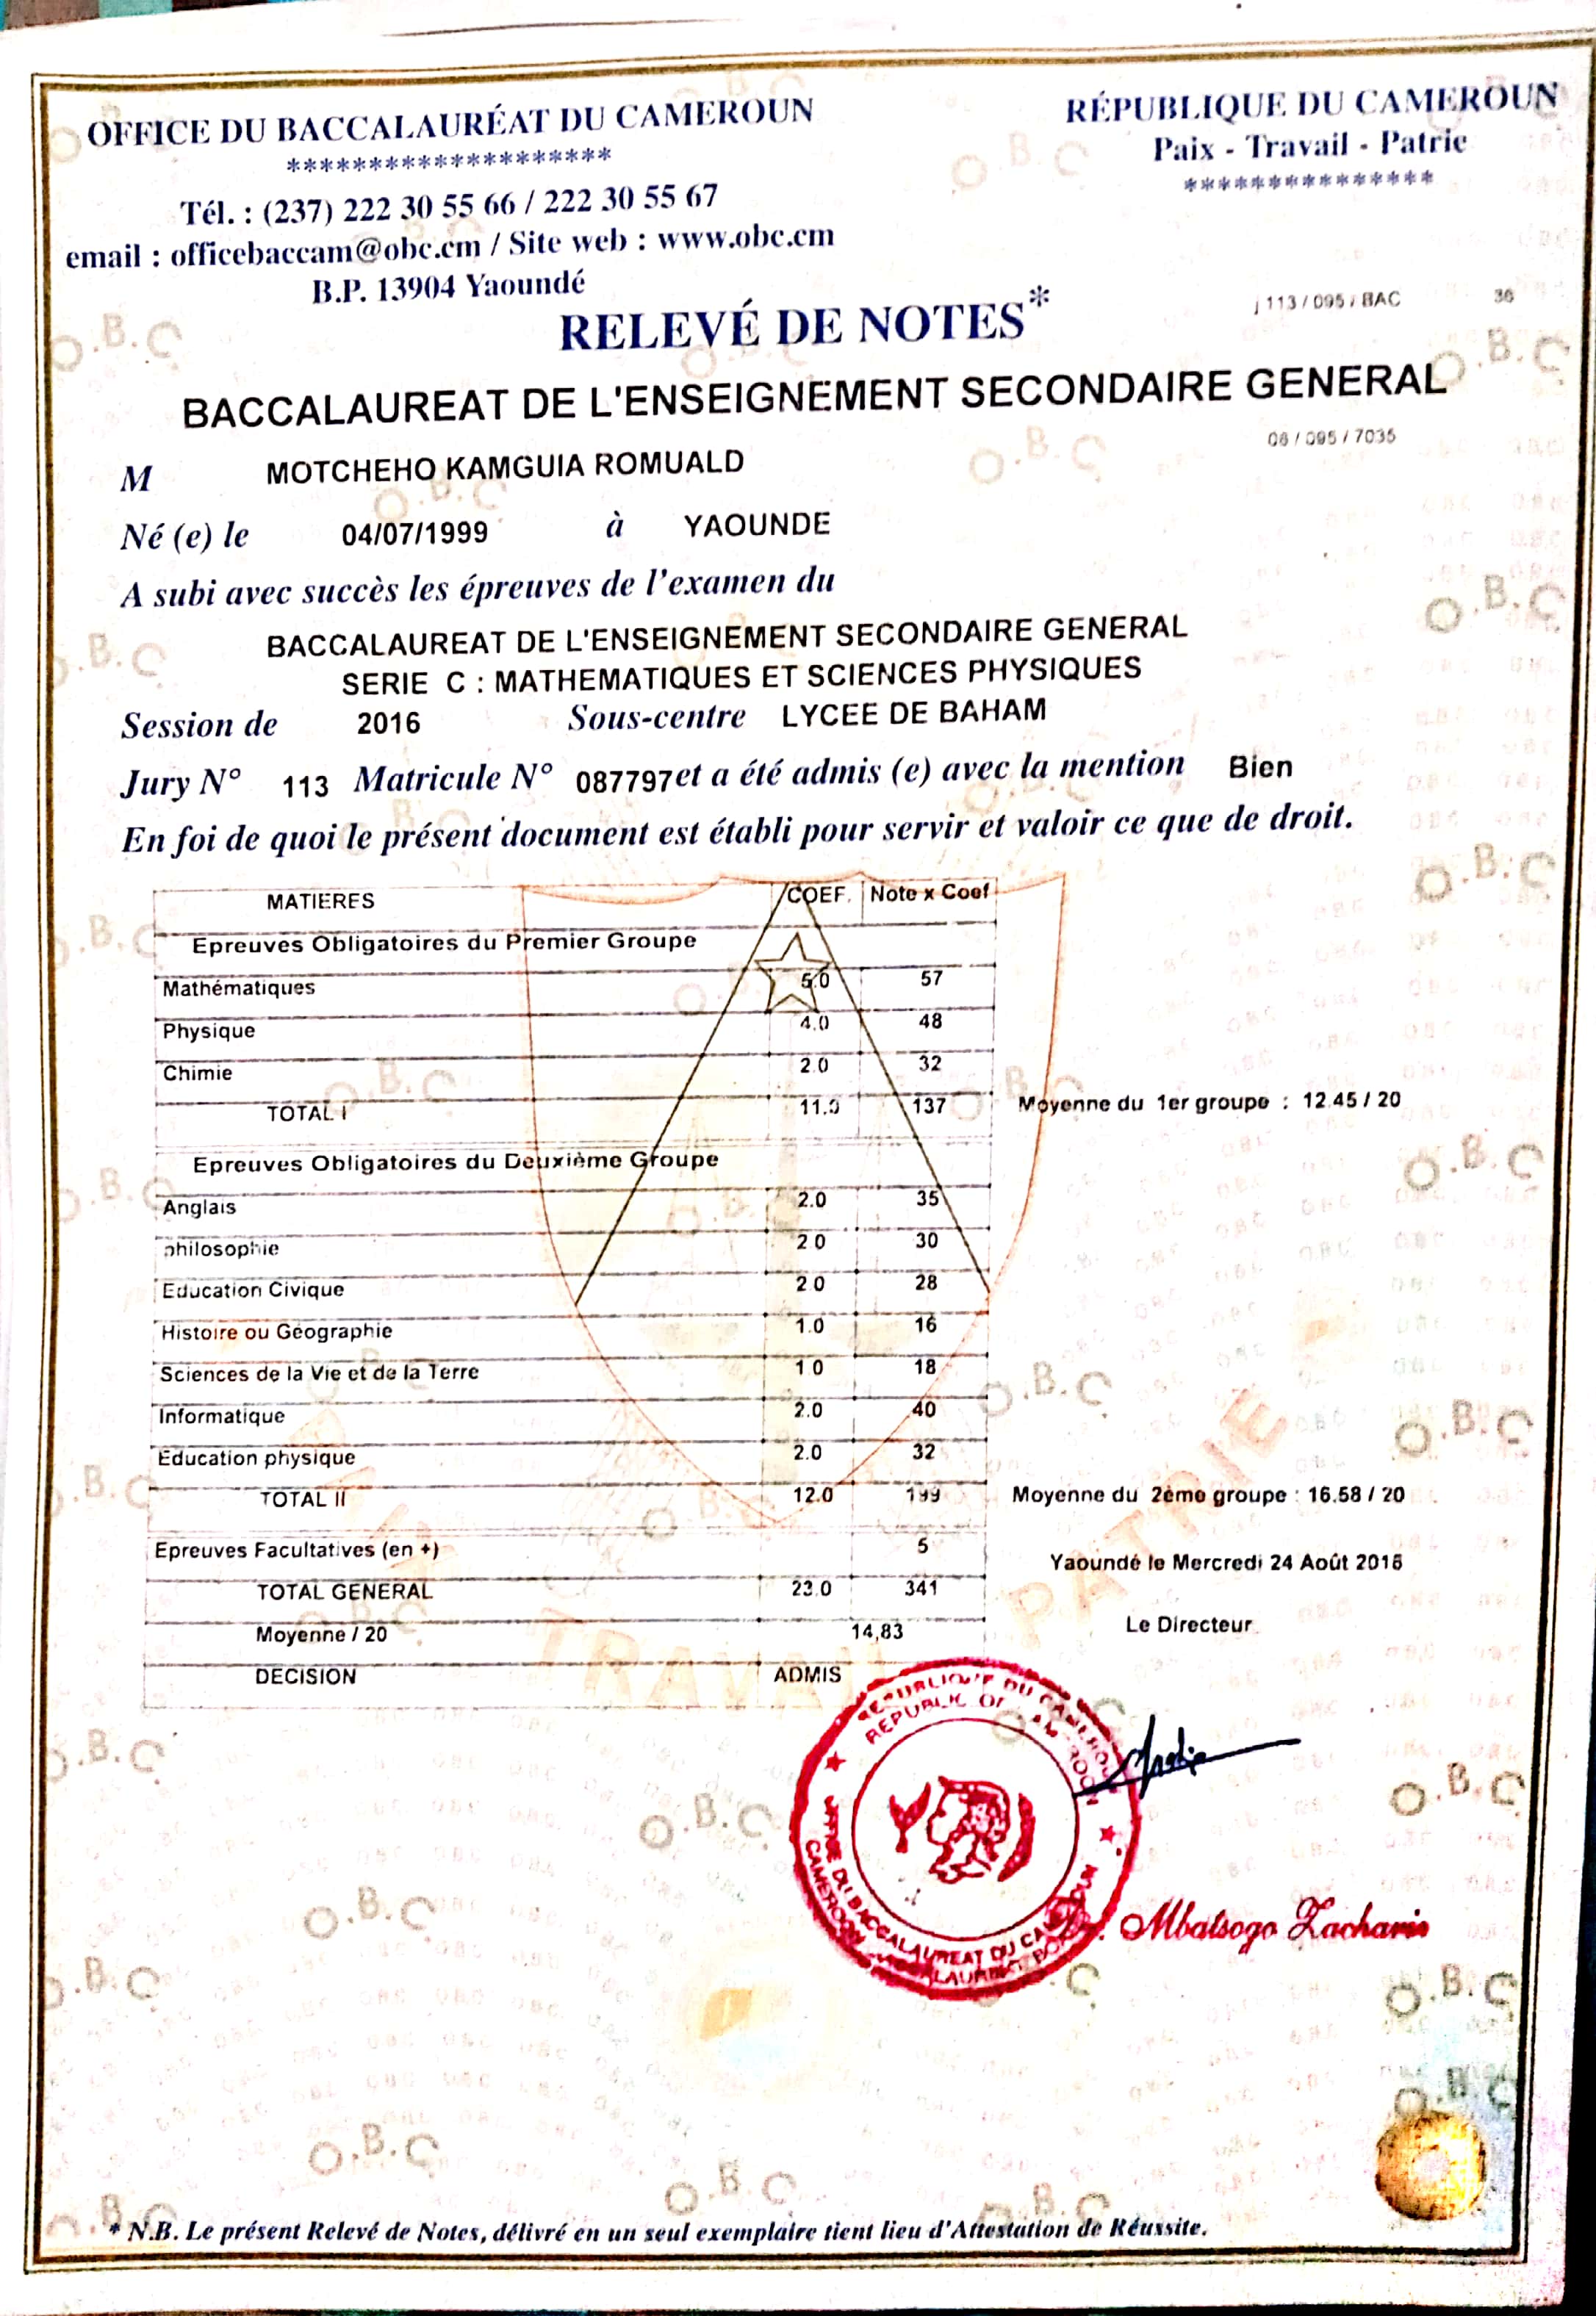 OFFICE DU BACCALAURÉAT DU CAMEROUN
********************
Tél. : (237) 222 30 55 66 / 222 30 55 67
email : officebaccam@obc.cm / Site web : www.obc.cm
B.P. 13904 Yaoundé
RÉPUBLIQUE DU CAMEROUN
Paix - Travail - Patrie
***************
RELEVÉ DE NOTES*
113 / 095 / BAC 36
BACCALAUREAT DE L'ENSEIGNEMENT SECONDAIRE GENERAL
06 / 095 / 7035
M MOTCHEHO KAMGUIA ROMUALD
Né (e) le 04/07/1999 à YAOUNDE
A subi avec succès les épreuves de l'examen du
BACCALAUREAT DE L'ENSEIGNEMENT SECONDAIRE GENERAL
SERIE C : MATHEMATIQUES ET SCIENCES PHYSIQUES
Session de 2016 Sous-centre LYCEE DE BAHAM
Jury N° 113 Matricule N° 087797 et a été admis (e) avec la mention Bien
En foi de quoi le présent document est établi pour servir et valoir ce que de droit.
MATIERES COEF. Note x Coef
Epreuves Obligatoires du Premier Groupe
Mathématiques 5.0 57
Physique 4.0 48
Chimie 2.0 32
TOTAL I 11.0 137 Moyenne du 1er groupe : 12.45 / 20
Epreuves Obligatoires du Deuxième Groupe
Anglais 2.0 35
philosophie 2.0 30
Education Civique 2.0 28
Histoire ou Géographie 1.0 16
Sciences de la Vie et de la Terre 1.0 18
Informatique 2.0 40
Education physique 2.0 32
TOTAL II 12.0 199 Moyenne du 2ème groupe : 16.58 / 20
Epreuves Facultatives (en +) 5
Yaoundé le Mercredi 24 Août 2016
TOTAL GENERAL 23.0 341
Le Directeur
Moyenne / 20 14,83
DECISION ADMIS
TRAVAIL
PATRIE
REPUBLIQUE DU CAMEROUN
REPUBLIC OF CAMEROON
OFFICE DU BACCALAUREAT DU CAMEROUN
Mbatsogo Zacharie
O.B.C
* N.B. Le présent Relevé de Notes, délivré en un seul exemplaire tient lieu d'Attestation de Réussite.